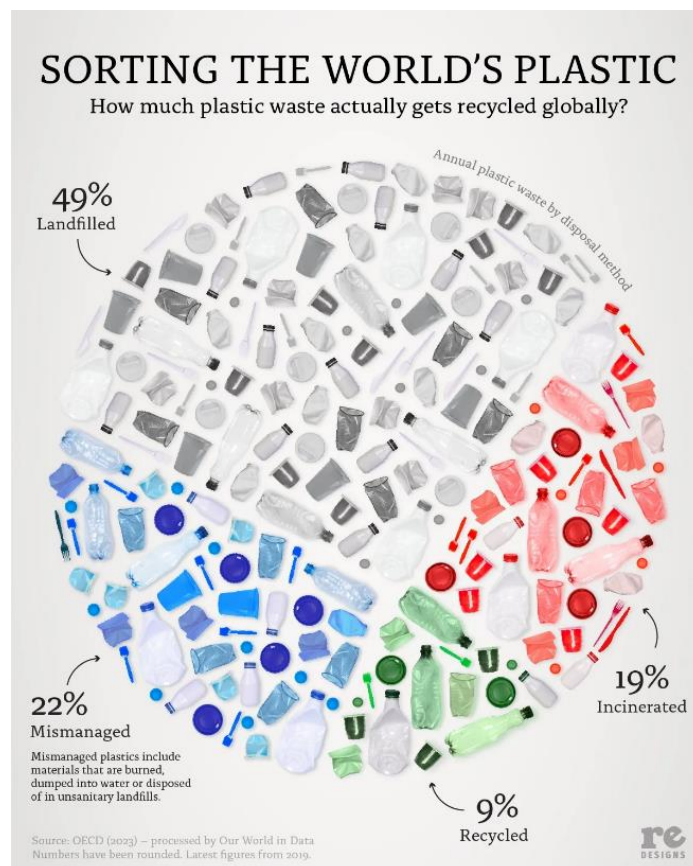 SORTING THE WORLD'S PLASTIC
How much plastic waste actually gets recycled globally?
Annual plastic waste by disposal method
49%
Landfilled
22%
Mismanaged
Mismanaged plastics include
materials that are burned,
dumped into water or disposed
of in unsanitary landfills.
19%
Incinerated
9%
Recycled
Source: OECD (2023) – processed by Our World in Data
Numbers have been rounded. Latest figures from 2019.
re
DESIGNS